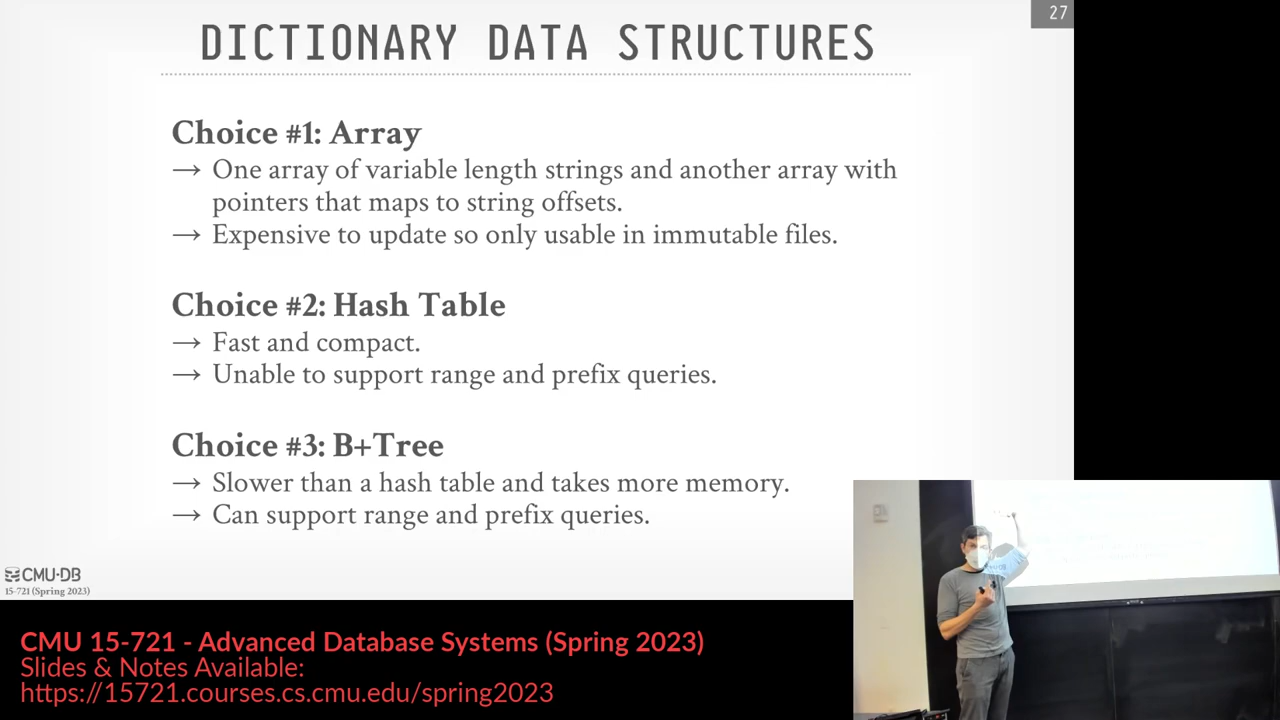 27
DICTIONARY DATA STRUCTURES
Choice #1: Array
→ One array of variable length strings and another array with
pointers that maps to string offsets.
→ Expensive to update so only usable in immutable files.
Choice #2: Hash Table
→ Fast and compact.
→ Unable to support range and prefix queries.
Choice #3: B+Tree
→ Slower than a hash table and takes more memory.
→ Can support range and prefix queries.
CMU·DB
15-721 (Spring 2023)
CMU 15-721 - Advanced Database Systems (Spring 2023)
Slides & Notes Available:
https://15721.courses.cs.cmu.edu/spring2023